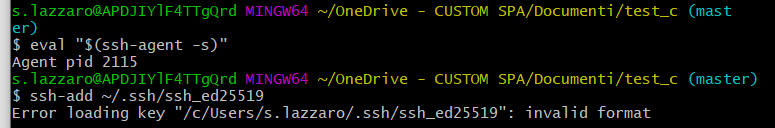 s.lazzaro@APDJIYlF4TTgQrd MINGW64 ~/OneDrive - CUSTOM SPA/Documenti/test_c (mast
er)
$ eval "$(ssh-agent -s)"
Agent pid 2115
s.lazzaro@APDJIYlF4TTgQrd MINGW64 ~/OneDrive - CUSTOM SPA/Documenti/test_c (master)
$ ssh-add ~/.ssh/ssh_ed25519
Error loading key "/c/Users/s.lazzaro/.ssh/ssh_ed25519": invalid format